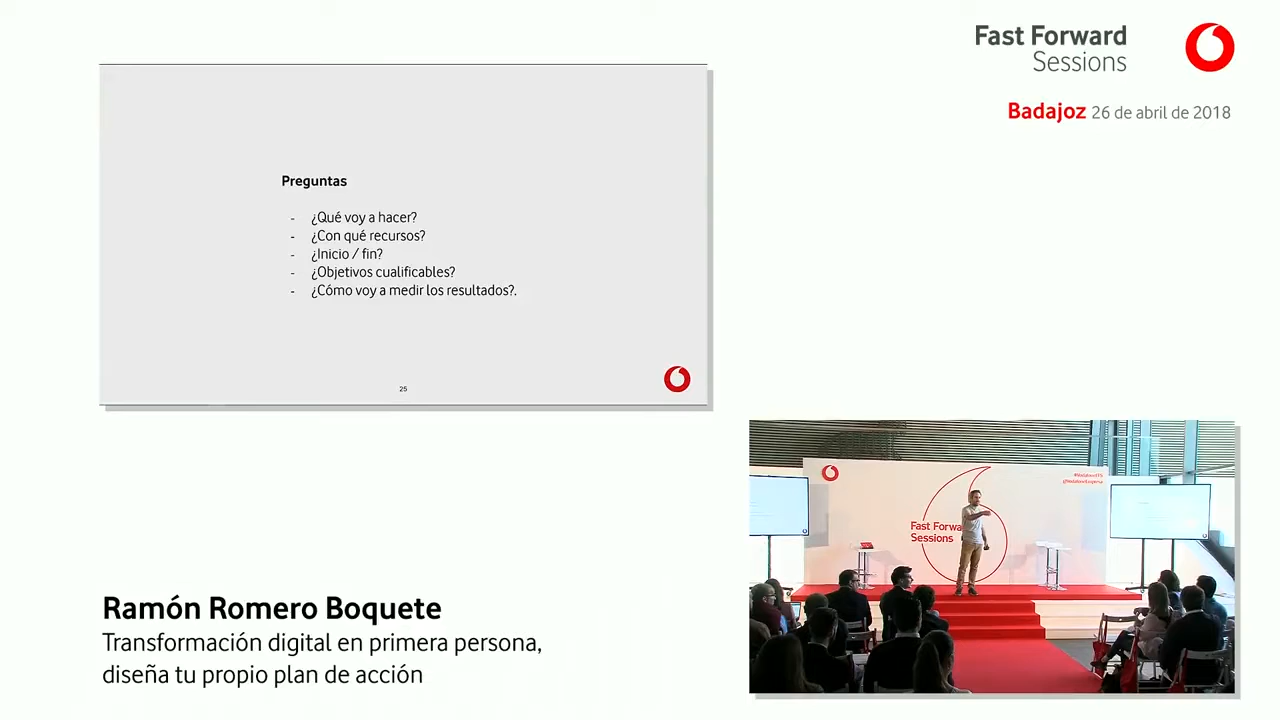 Fast Forward
Sessions
Badajoz 26 de abril de 2018
Preguntas
- ¿Qué voy a hacer?
- ¿Con qué recursos?
- ¿Inicio / fin?
- ¿Objetivos cualificables?
- ¿Cómo voy a medir los resultados?.
25
Fast Forwa
Sessions
Ramón Romero Boquete
Transformación digital en primera persona,
diseña tu propio plan de acción